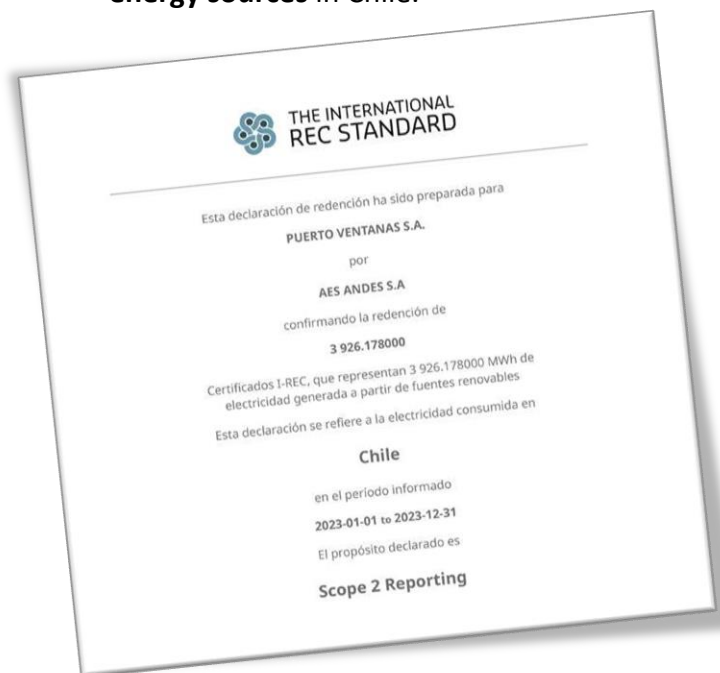 energy sources in Chile.
THE INTERNATIONAL
REC STANDARD
Esta declaración de redención ha sido preparada para
PUERTO VENTANAS S.A.
por
AES ANDES S.A
confirmando la redención de
3 926.178000
Certificados I-REC, que representan 3 926.178000 MWh de
electricidad generada a partir de fuentes renovables
Esta declaración se refiere a la electricidad consumida en
Chile
en el período informado
2023-01-01 to 2023-12-31
El propósito declarado es
Scope 2 Reporting